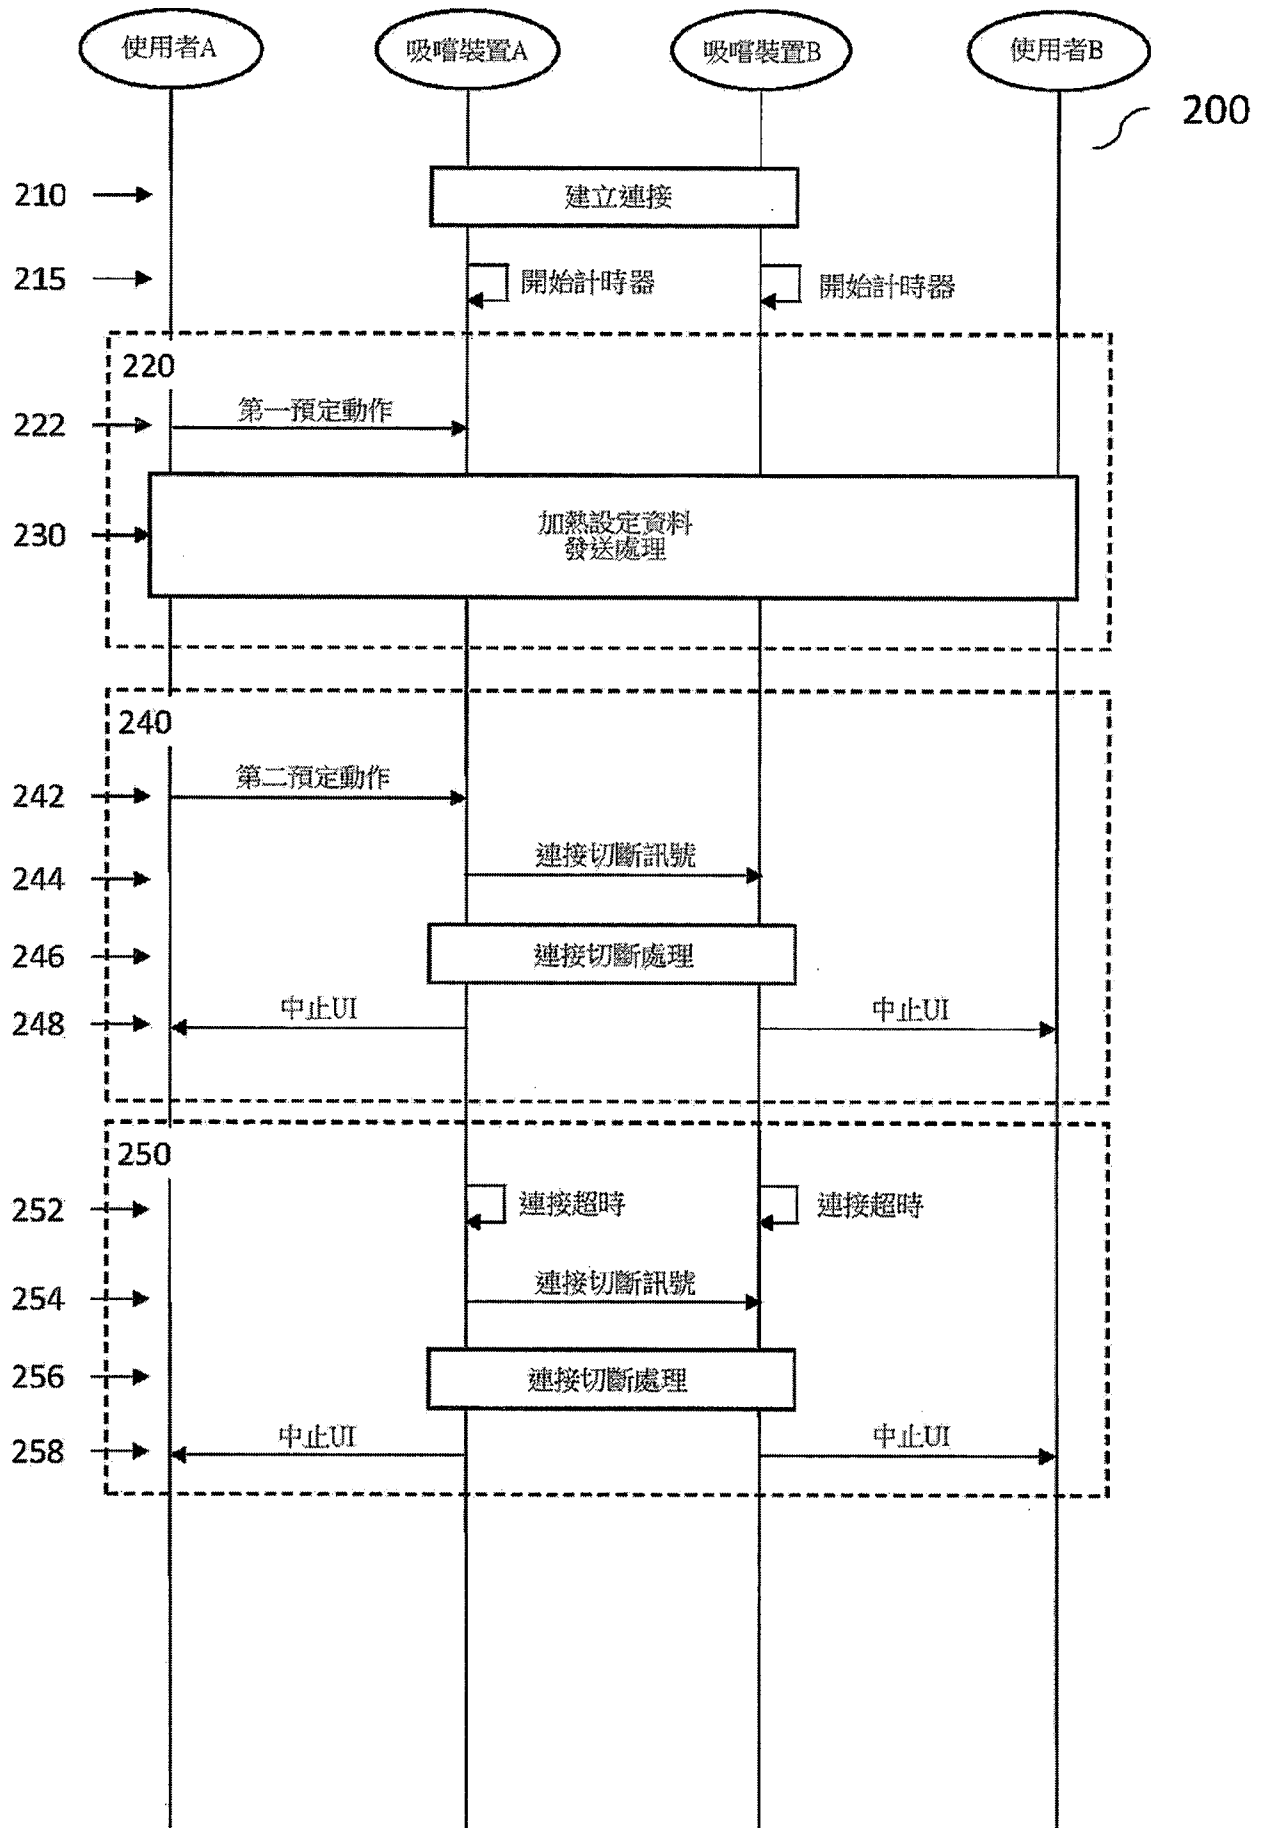 使用者A
吸嚐裝置A
吸嚐裝置B
使用者B
200
210
建立連接
215
開始計時器
開始計時器
220
222
第一預定動作
230
加熱設定資料
發送處理
240
242
第二預定動作
244
連接切斷訊號
246
連接切斷處理
248
中止UI
中止UI
250
252
連接超時
連接超時
254
連接切斷訊號
256
連接切斷處理
258
中止UI
中止UI